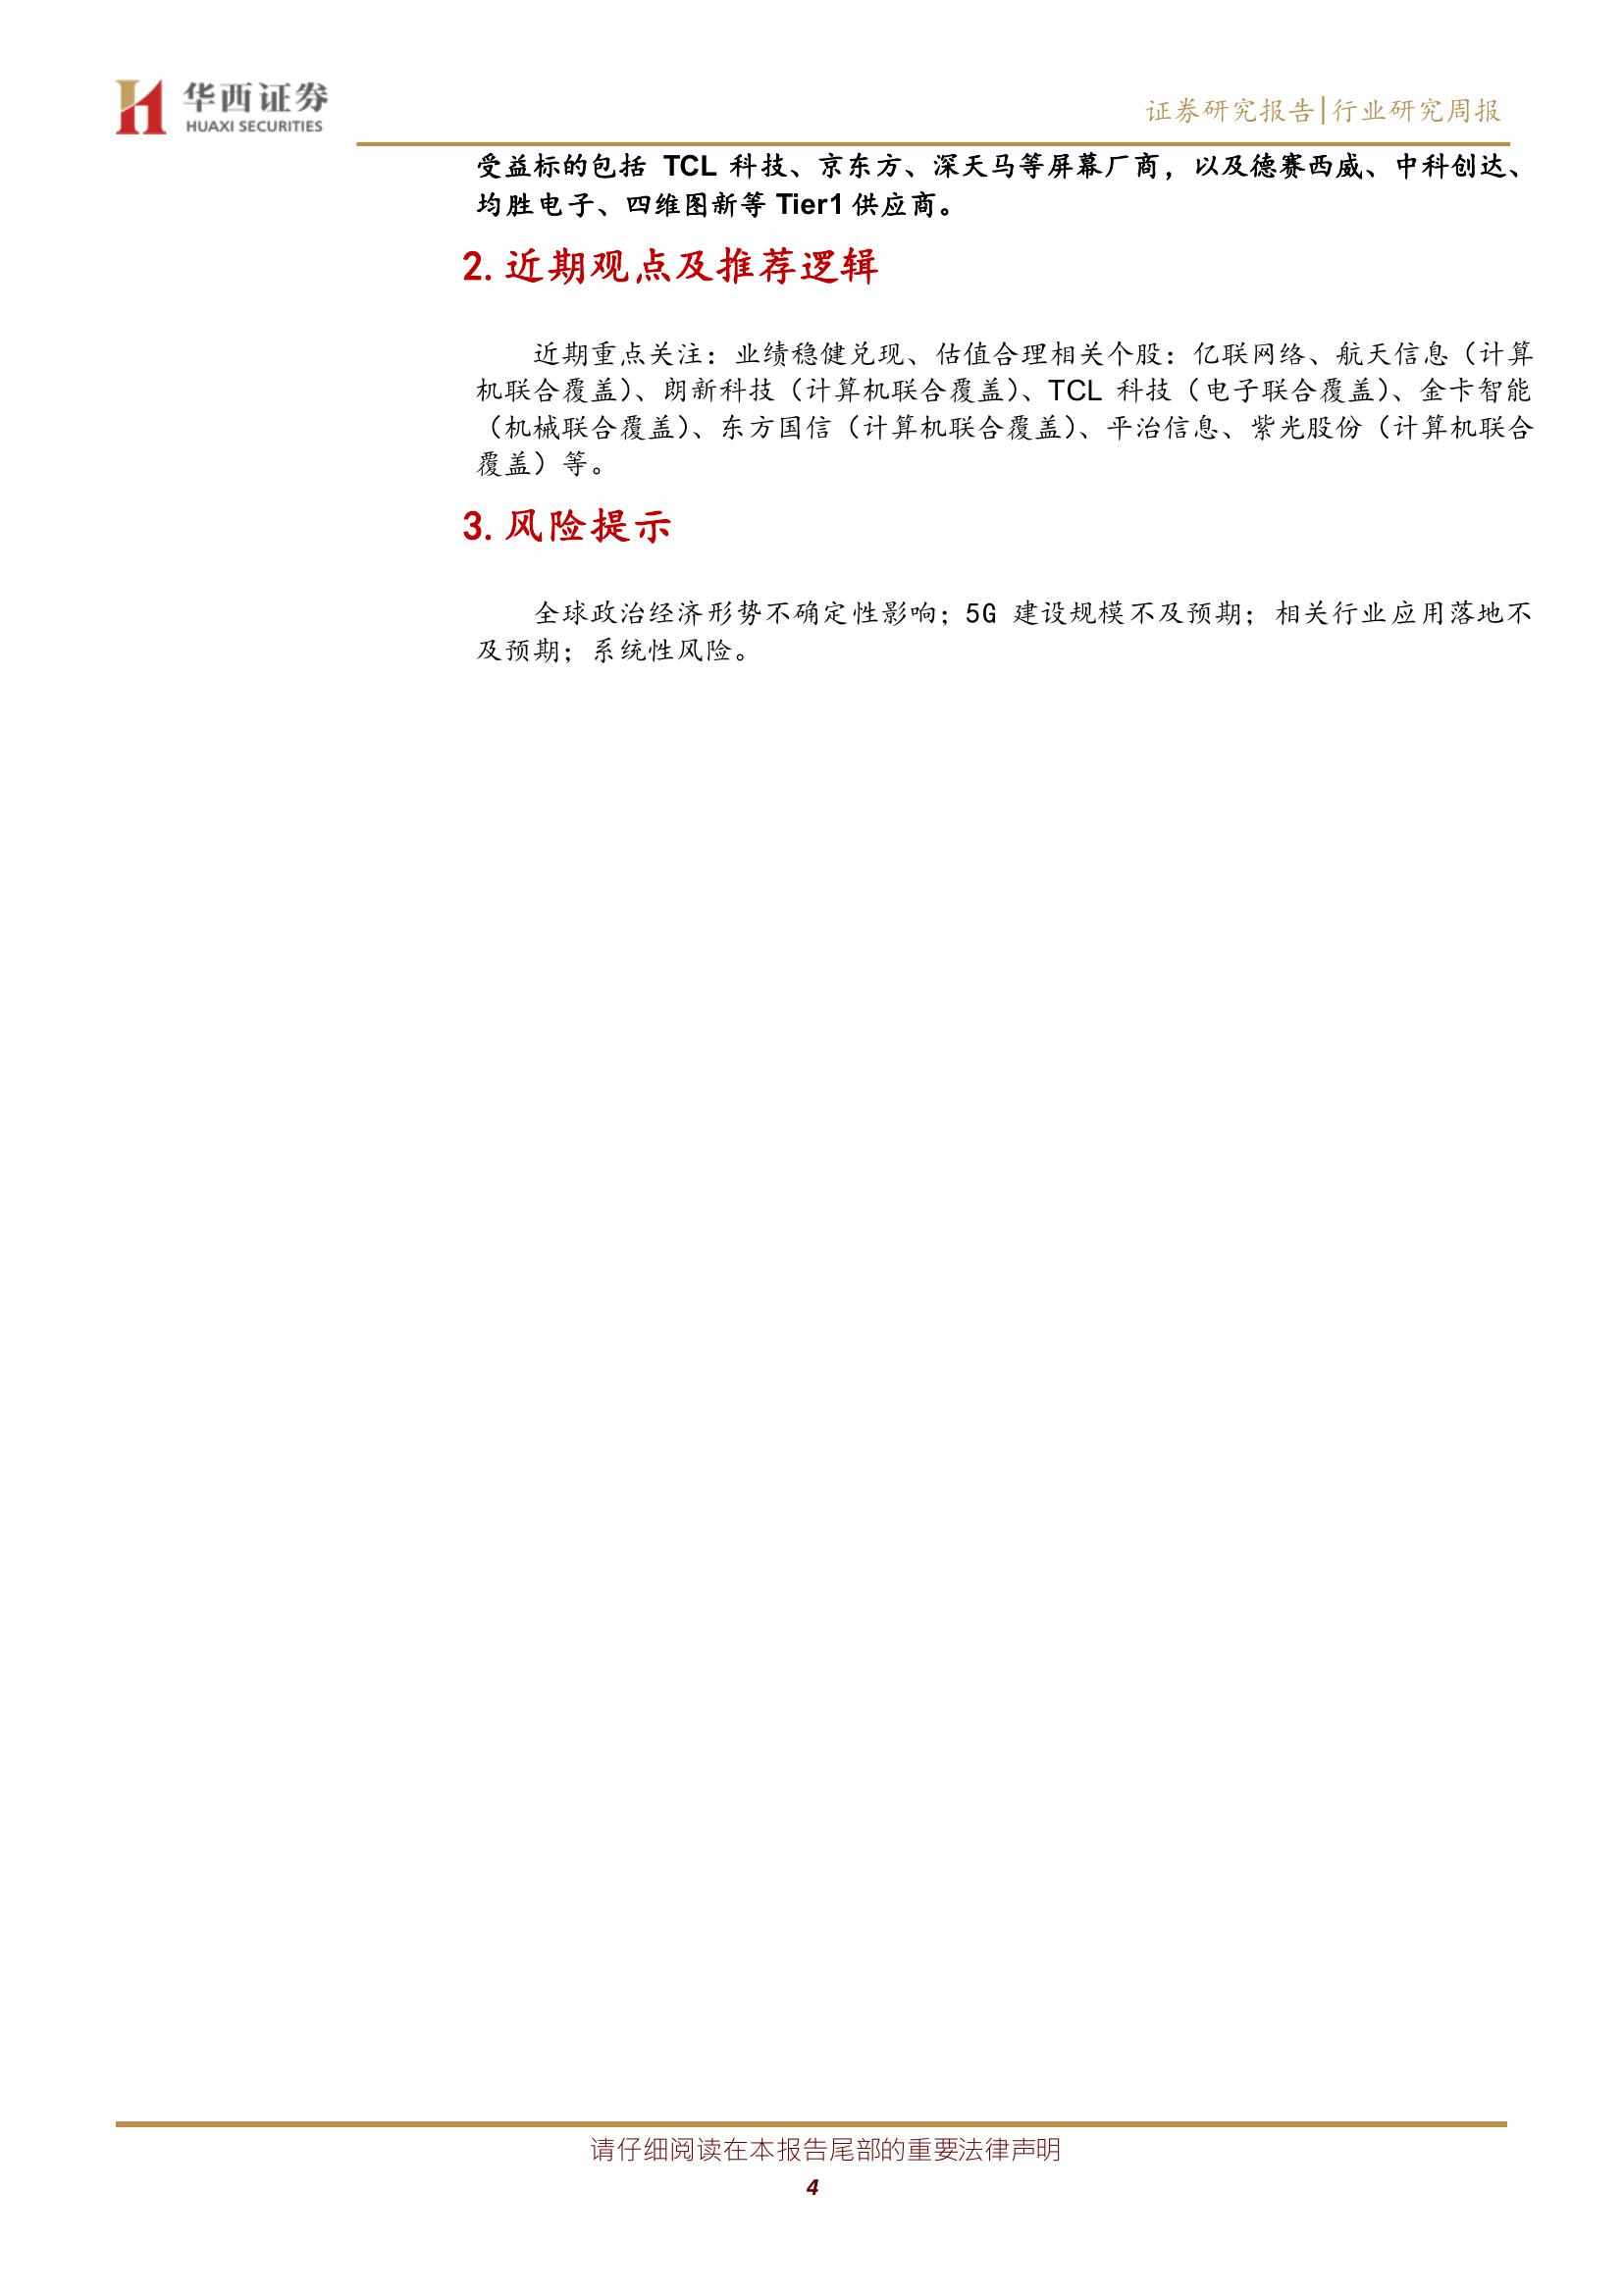 华西证券
HUAXI SECURITIES
证券研究报告|行业研究周报
受益标的包括 TCL 科技、京东方、深天马等屏幕厂商，以及德赛西威、中科创达、
均胜电子、四维图新等 Tier1 供应商。
2. 近期观点及推荐逻辑
近期重点关注：业绩稳健兑现、估值合理相关个股：亿联网络、航天信息（计算
机联合覆盖）、朗新科技（计算机联合覆盖）、TCL 科技（电子联合覆盖）、金卡智能
（机械联合覆盖）、东方国信（计算机联合覆盖）、平治信息、紫光股份（计算机联合
覆盖）等。
3. 风险提示
全球政治经济形势不确定性影响；5G 建设规模不及预期；相关行业应用落地不
及预期；系统性风险。
请仔细阅读在本报告尾部的重要法律声明
4